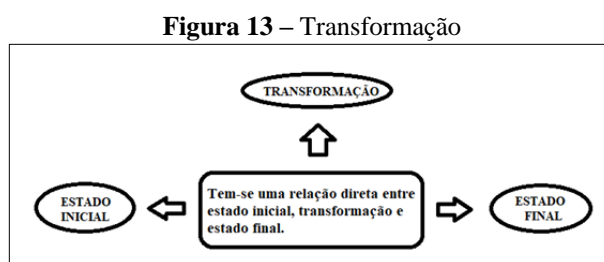 Figura 13 – Transformação
TRANSFORMAÇÃO
ESTADO
INICIAL
Tem-se uma relação direta entre
estado inicial, transformação e
estado final.
ESTADO
FINAL